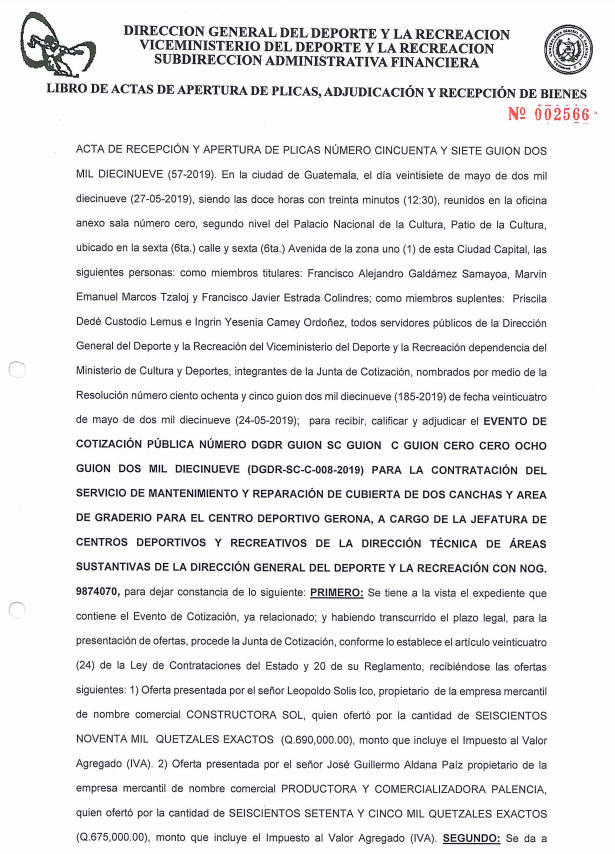 DIRECCION GENERAL DEL DEPORTE Y LA RECREACION
VICEMINISTERIO DEL DEPORTE Y LA RECREACION
SUBDIRECCION ADMINISTRATIVA FINANCIERA
LIBRO DE ACTAS DE APERTURA DE PLICAS, ADJUDICACIÓN Y RECEPCIÓN DE BIENES
Nº 002566
ACTA DE RECEPCIÓN Y APERTURA DE PLICAS NÚMERO CINCUENTA Y SIETE GUION DOS
MIL DIECINUEVE (57-2019). En la ciudad de Guatemala, el día veintisiete de mayo de dos mil
diecinueve (27-05-2019), siendo las doce horas con treinta minutos (12:30), reunidos en la oficina
anexo sala número cero, segundo nivel del Palacio Nacional de la Cultura, Patio de la Cultura,
ubicado en la sexta (6ta.) calle y sexta (6ta.) Avenida de la zona uno (1) de esta Ciudad Capital, las
siguientes personas: como miembros titulares: Francisco Alejandro Galdámez Samayoa, Marvin
Emanuel Marcos Tzaloj y Francisco Javier Estrada Colindres; como miembros suplentes: Priscila
Dedé Custodio Lemus e Ingrin Yesenia Camey Ordoñez, todos servidores públicos de la Dirección
General del Deporte y la Recreación del Viceministerio del Deporte y la Recreación dependencia del
Ministerio de Cultura y Deportes, integrantes de la Junta de Cotización, nombrados por medio de la
Resolución número ciento ochenta y cinco guion dos mil diecinueve (185-2019) de fecha veinticuatro
de mayo de dos mil diecinueve (24-05-2019); para recibir, calificar y adjudicar el EVENTO DE
COTIZACIÓN PÚBLICA NÚMERO DGDR GUION SC GUION C GUION CERO CERO OCHO
GUION DOS MIL DIECINUEVE (DGDR-SC-C-008-2019) PARA LA CONTRATACIÓN DEL
SERVICIO DE MANTENIMIENTO Y REPARACIÓN DE CUBIERTA DE DOS CANCHAS Y AREA
DE GRADERIO PARA EL CENTRO DEPORTIVO GERONA, A CARGO DE LA JEFATURA DE
CENTROS DEPORTIVOS Y RECREATIVOS DE LA DIRECCIÓN TÉCNICA DE ÁREAS
SUSTANTIVAS DE LA DIRECCIÓN GENERAL DEL DEPORTE Y LA RECREACIÓN CON NOG.
9874070, para dejar constancia de lo siguiente: PRIMERO: Se tiene a la vista el expediente que
contiene el Evento de Cotización, ya relacionado; y habiendo transcurrido el plazo legal, para la
presentación de ofertas, procede la Junta de Cotización, conforme lo establece el artículo veinticuatro
(24) de la Ley de Contrataciones del Estado y 20 de su Reglamento, recibiéndose las ofertas
siguientes: 1) Oferta presentada por el señor Leopoldo Solis Ico, propietario de la empresa mercantil
de nombre comercial CONSTRUCTORA SOL, quien ofertó por la cantidad de SEISCIENTOS
NOVENTA MIL QUETZALES EXACTOS (Q.690,000.00), monto que incluye el Impuesto al Valor
Agregado (IVA). 2) Oferta presentada por el señor José Guillermo Aldana Paíz propietario de la
empresa mercantil de nombre comercial PRODUCTORA Y COMERCIALIZADORA PALENCIA,
quien ofertó por la cantidad de SEISCIENTOS SETENTA Y CINCO MIL QUETZALES EXACTOS
(Q.675,000.00), monto que incluye el Impuesto al Valor Agregado (IVA). SEGUNDO: Se da a